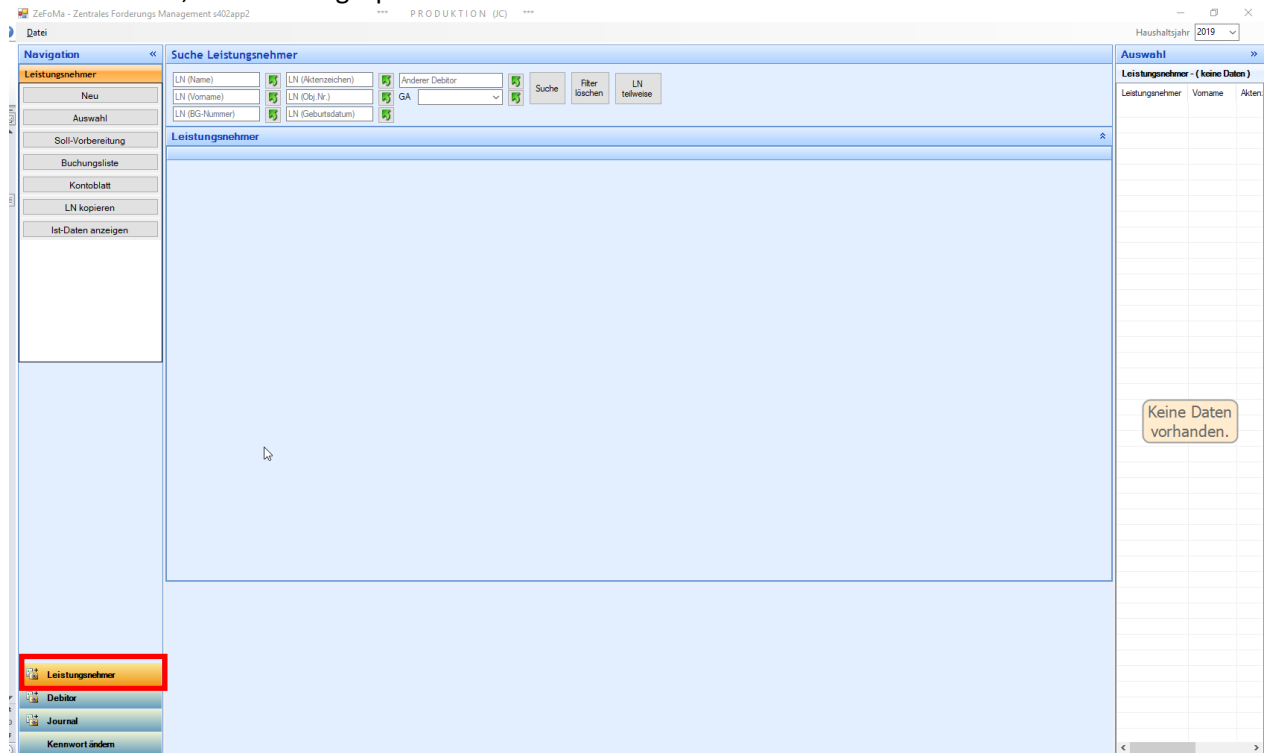 ZeFoMa - Zentrales Forderungs Management s402app2 *** P R O D U K T I O N (JC) ***
Datei
Haushaltsjahr 2019
Navigation «
Leistungsnehmer
Neu
Auswahl
Soll-Vorbereitung
Buchungsliste
Kontoblatt
LN kopieren
Ist-Daten anzeigen
Suche Leistungsnehmer
LN (Name) LN (Aktenzeichen) Anderer Debitor
LN (Vorname) LN (Obj.Nr.) GA
LN (BG-Nummer) LN (Geburtsdatum)
Suche
Filter
löschen
LN
teilweise
Leistungsnehmer
Auswahl »
Leistungsnehmer - ( keine Daten )
Leistungsnehmer Vorname Akten.
Keine Daten
vorhanden.
Leistungsnehmer
Debitor
Journal
Kennwort ändern